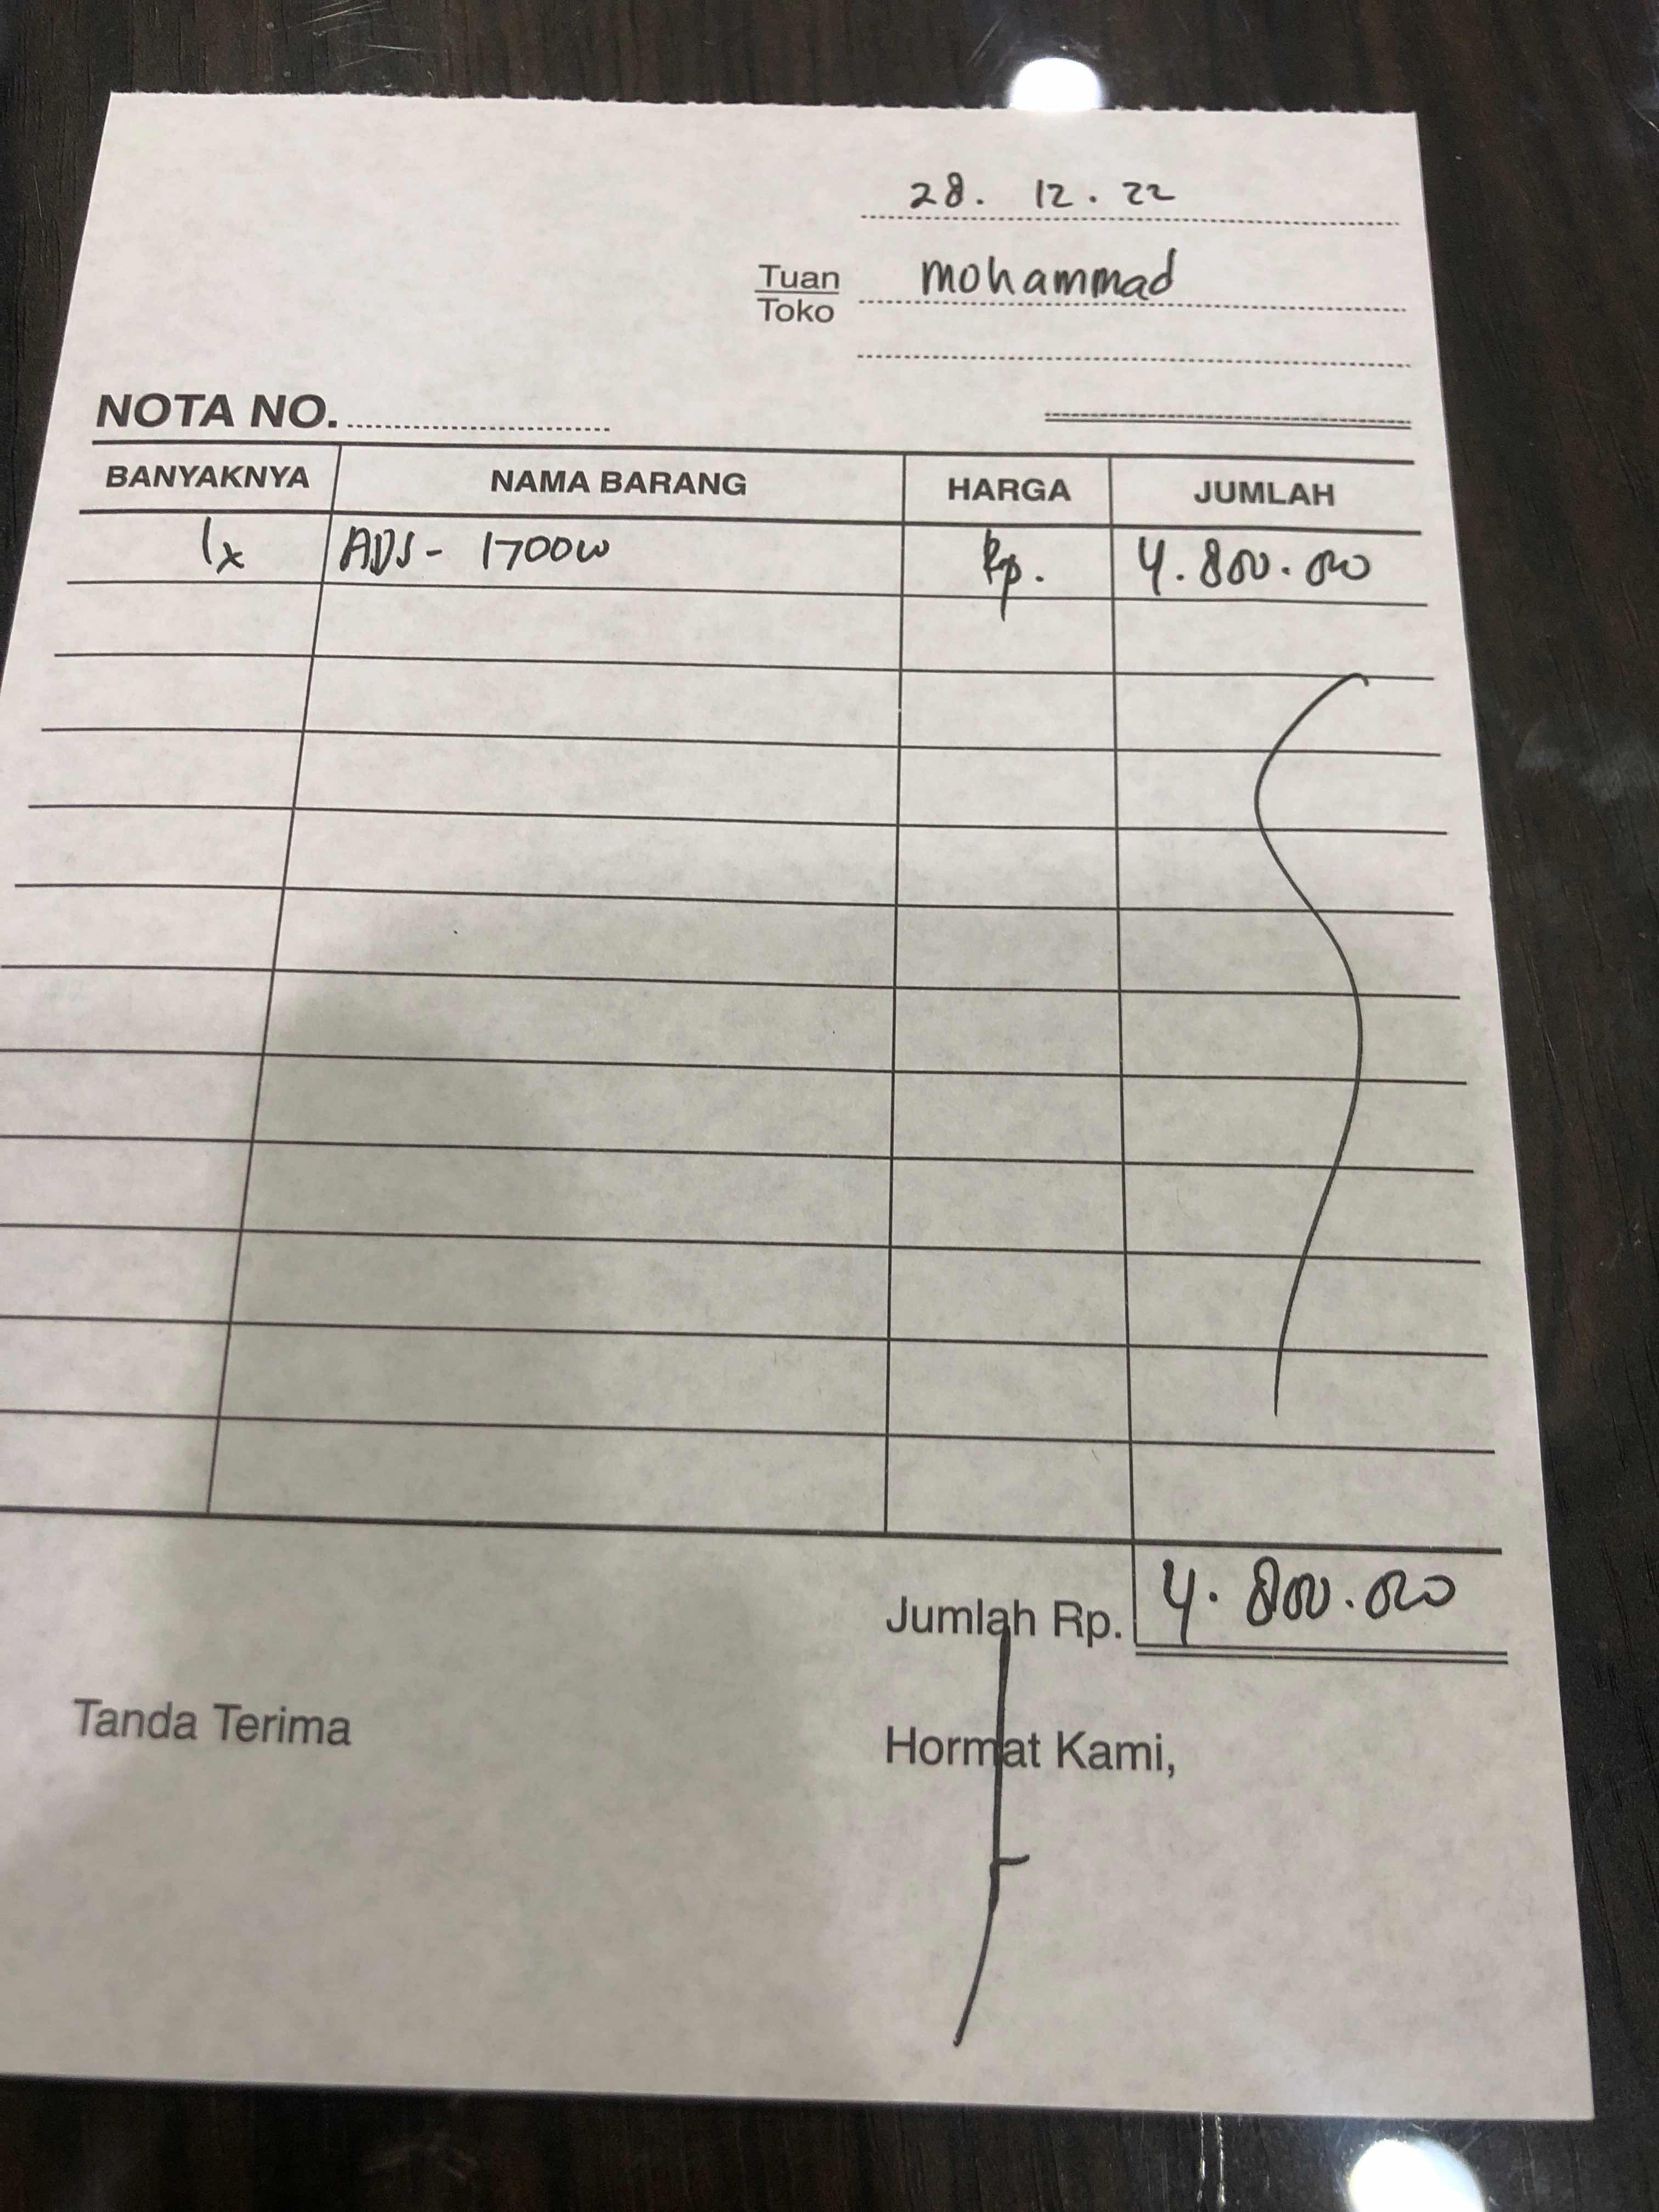 28. 12. 22
Tuan mohammad
Toko
NOTA NO.
BANYAKNYA NAMA BARANG HARGA JUMLAH
1x ADS - 1700W Rp. 4.800.000
Jumlah Rp. 4.800.000
Tanda Terima Hormat Kami,